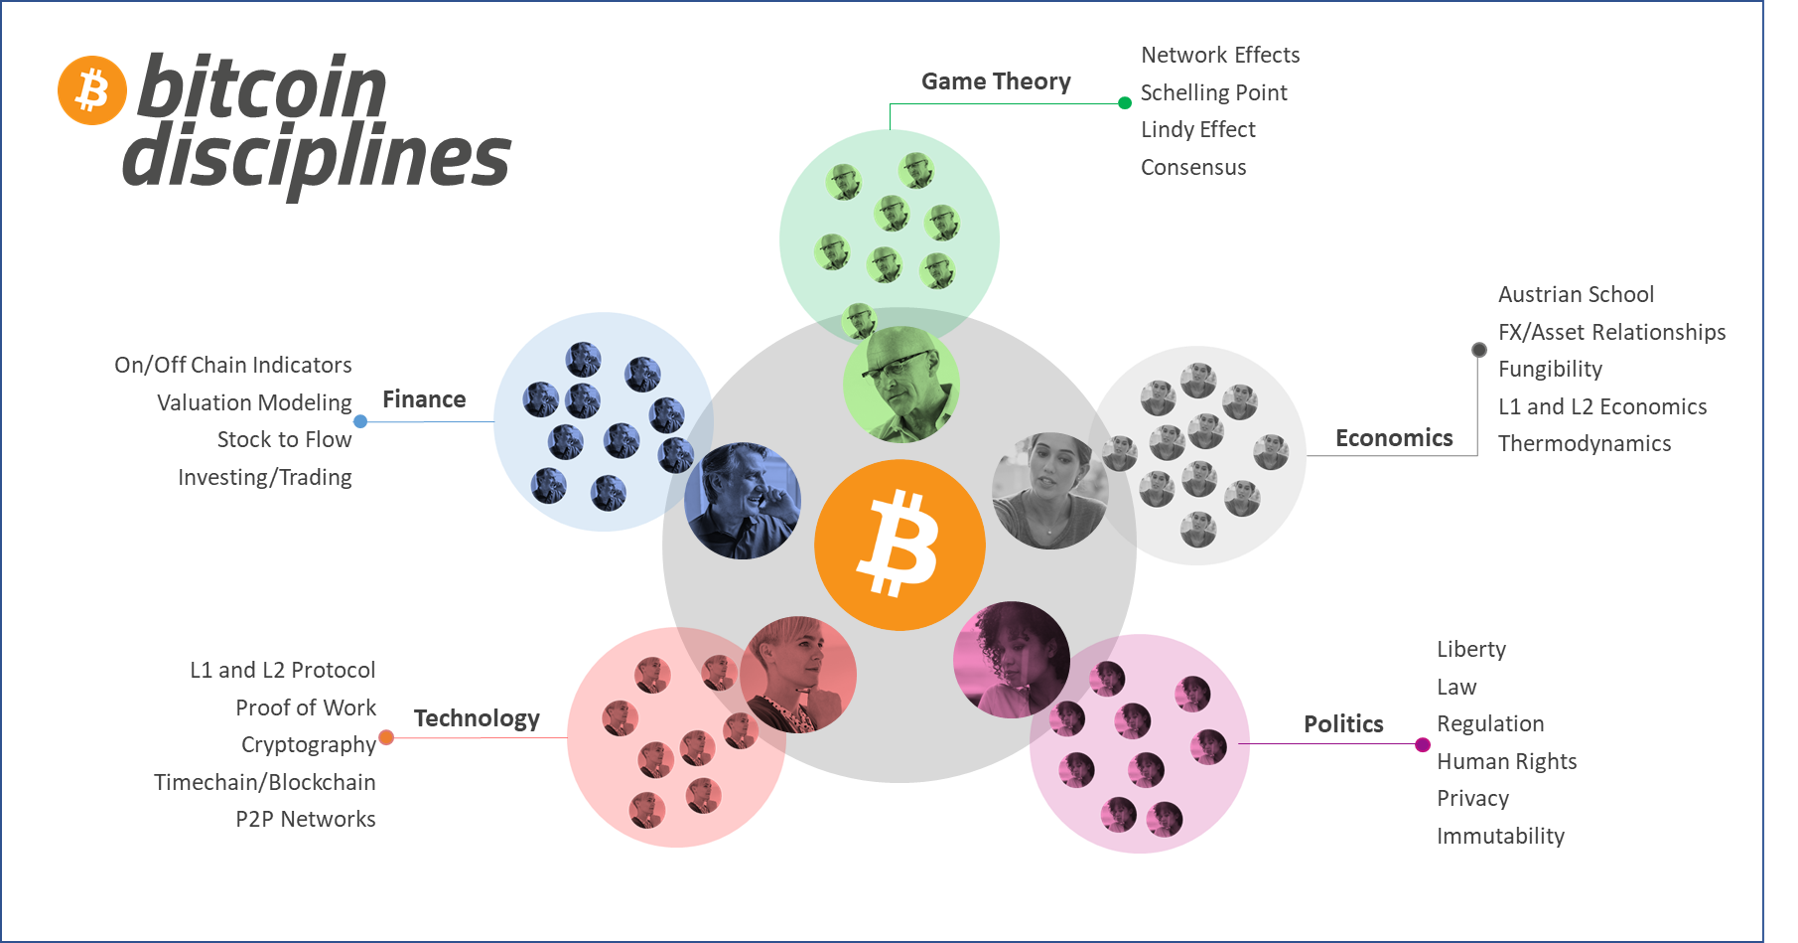 bitcoin
disciplines
Game Theory
Network Effects
Schelling Point
Lindy Effect
Consensus
On/Off Chain Indicators
Valuation Modeling
Stock to Flow
Investing/Trading
Finance
Austrian School
FX/Asset Relationships
Fungibility
L1 and L2 Economics
Thermodynamics
Economics
L1 and L2 Protocol
Proof of Work
Cryptography
Timechain/Blockchain
P2P Networks
Technology
Politics
Liberty
Law
Regulation
Human Rights
Privacy
Immutability